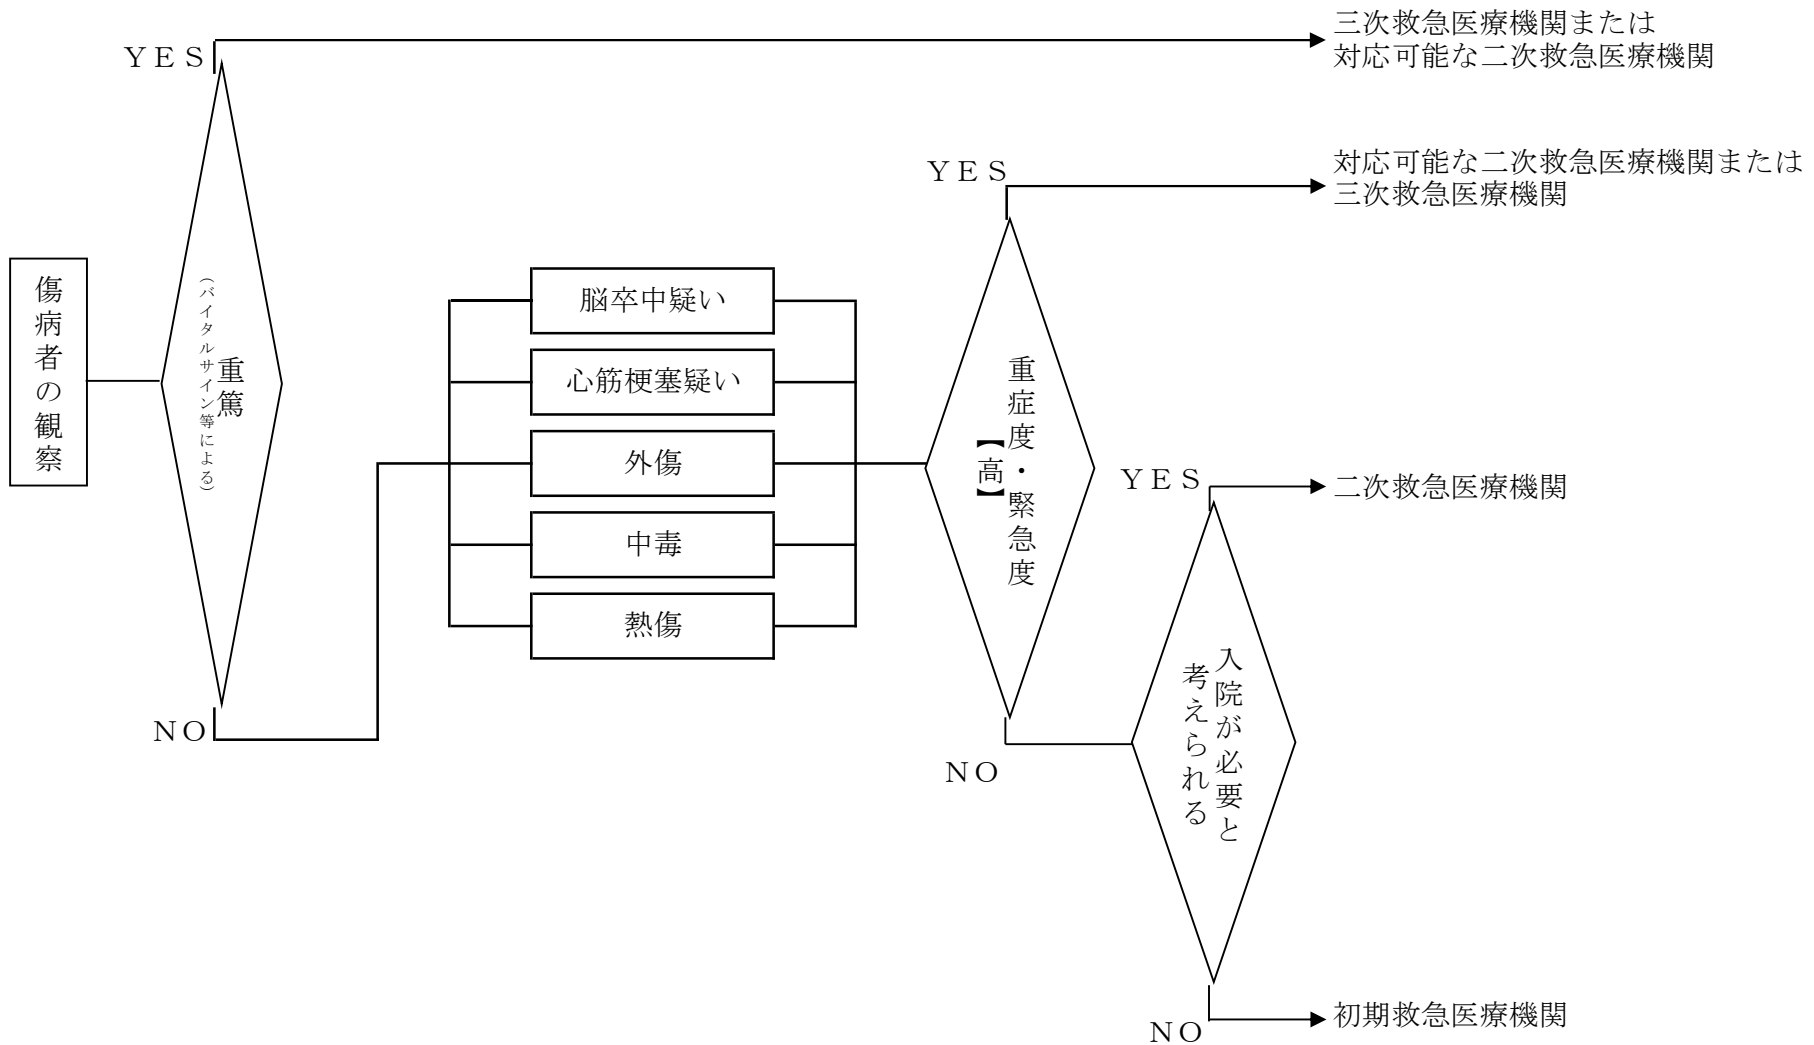 傷病者の観察
ＹＥＳ
重篤
（バイタルサイン等による）
ＮＯ
三次救急医療機関または
対応可能な二次救急医療機関
脳卒中疑い
心筋梗塞疑い
外傷
中毒
熱傷
ＹＥＳ
重症度・緊急度
【高】
ＮＯ
対応可能な二次救急医療機関または
三次救急医療機関
ＹＥＳ
入院が必要と
考えられる
ＮＯ
二次救急医療機関
初期救急医療機関